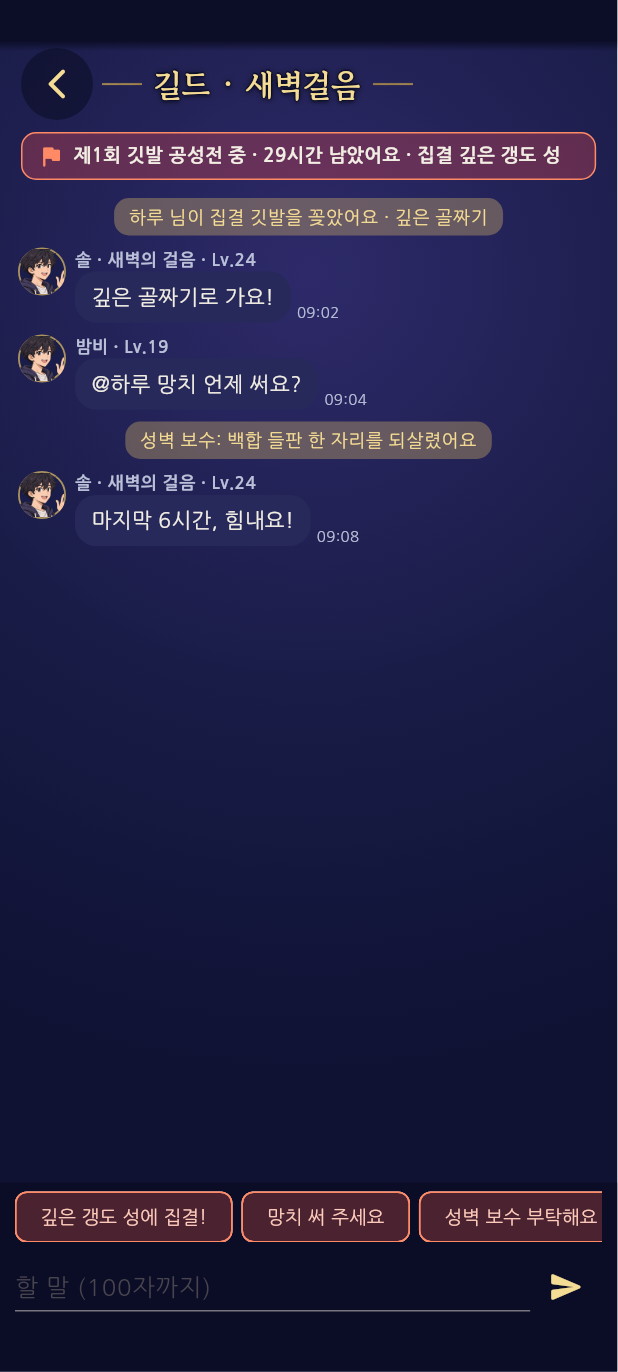 길드 · 새벽걸음
제1회 깃발 공성전 중 · 29시간 남았어요 · 집결 깊은 갱도 성
하루 님이 집결 깃발을 꽂았어요 · 깊은 골짜기
솔 · 새벽의 걸음 · Lv.24
깊은 골짜기로 가요!
09:02
밤비 · Lv.19
@하루 망치 언제 써요?
09:04
성벽 보수: 백합 들판 한 자리를 되살렸어요
솔 · 새벽의 걸음 · Lv.24
마지막 6시간, 힘내요!
09:08
깊은 갱도 성에 집결!
망치 써 주세요
성벽 보수 부탁해요
할 말 (100자까지)